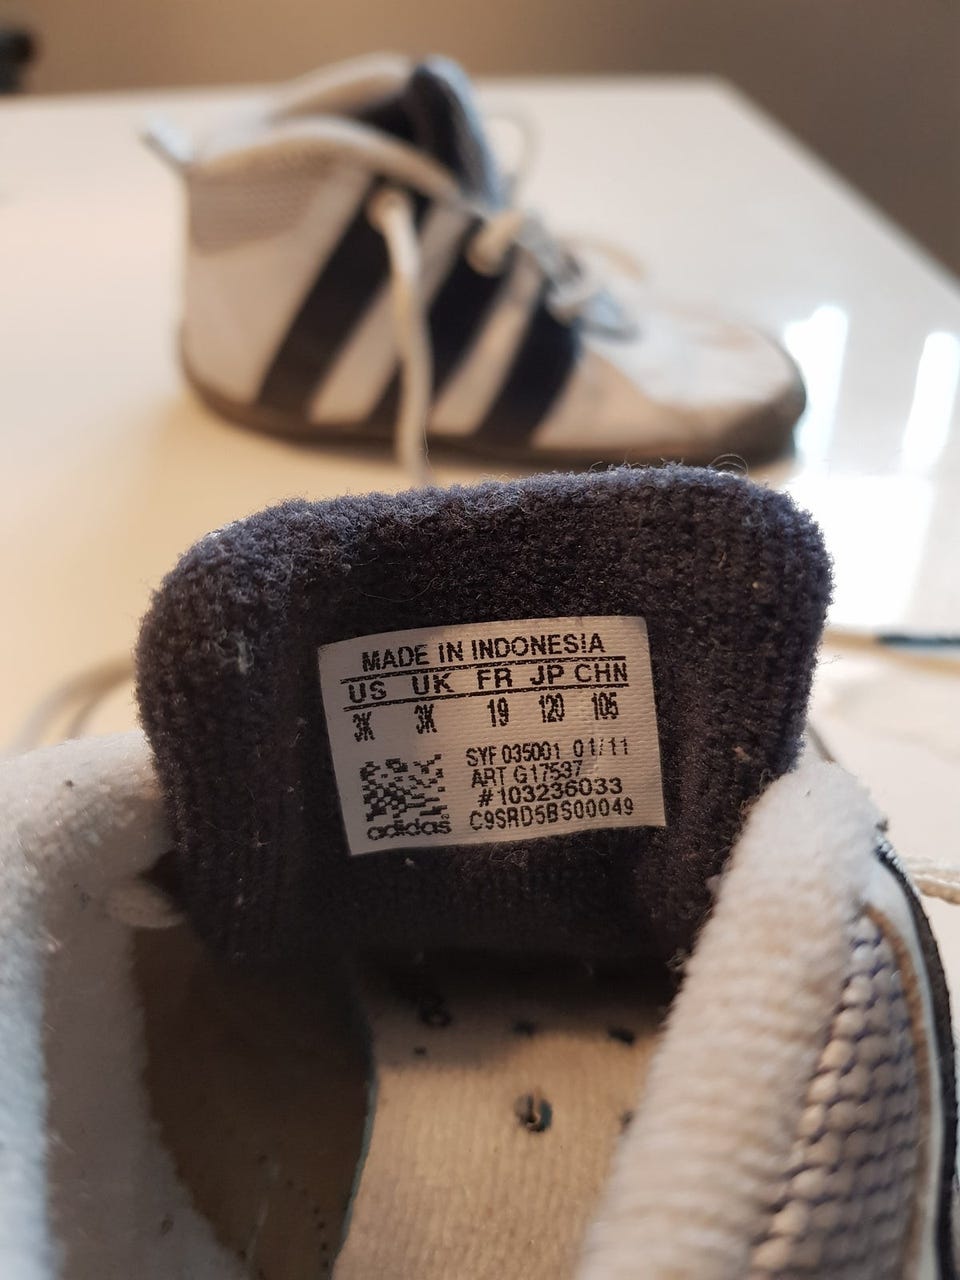 MADE IN INDONESIA
US UK FR JP CHN
3K 3K 19 120 105
SYF 035001 01/11
ART G17537
#103236033
C9SRD5BS00049
adidas